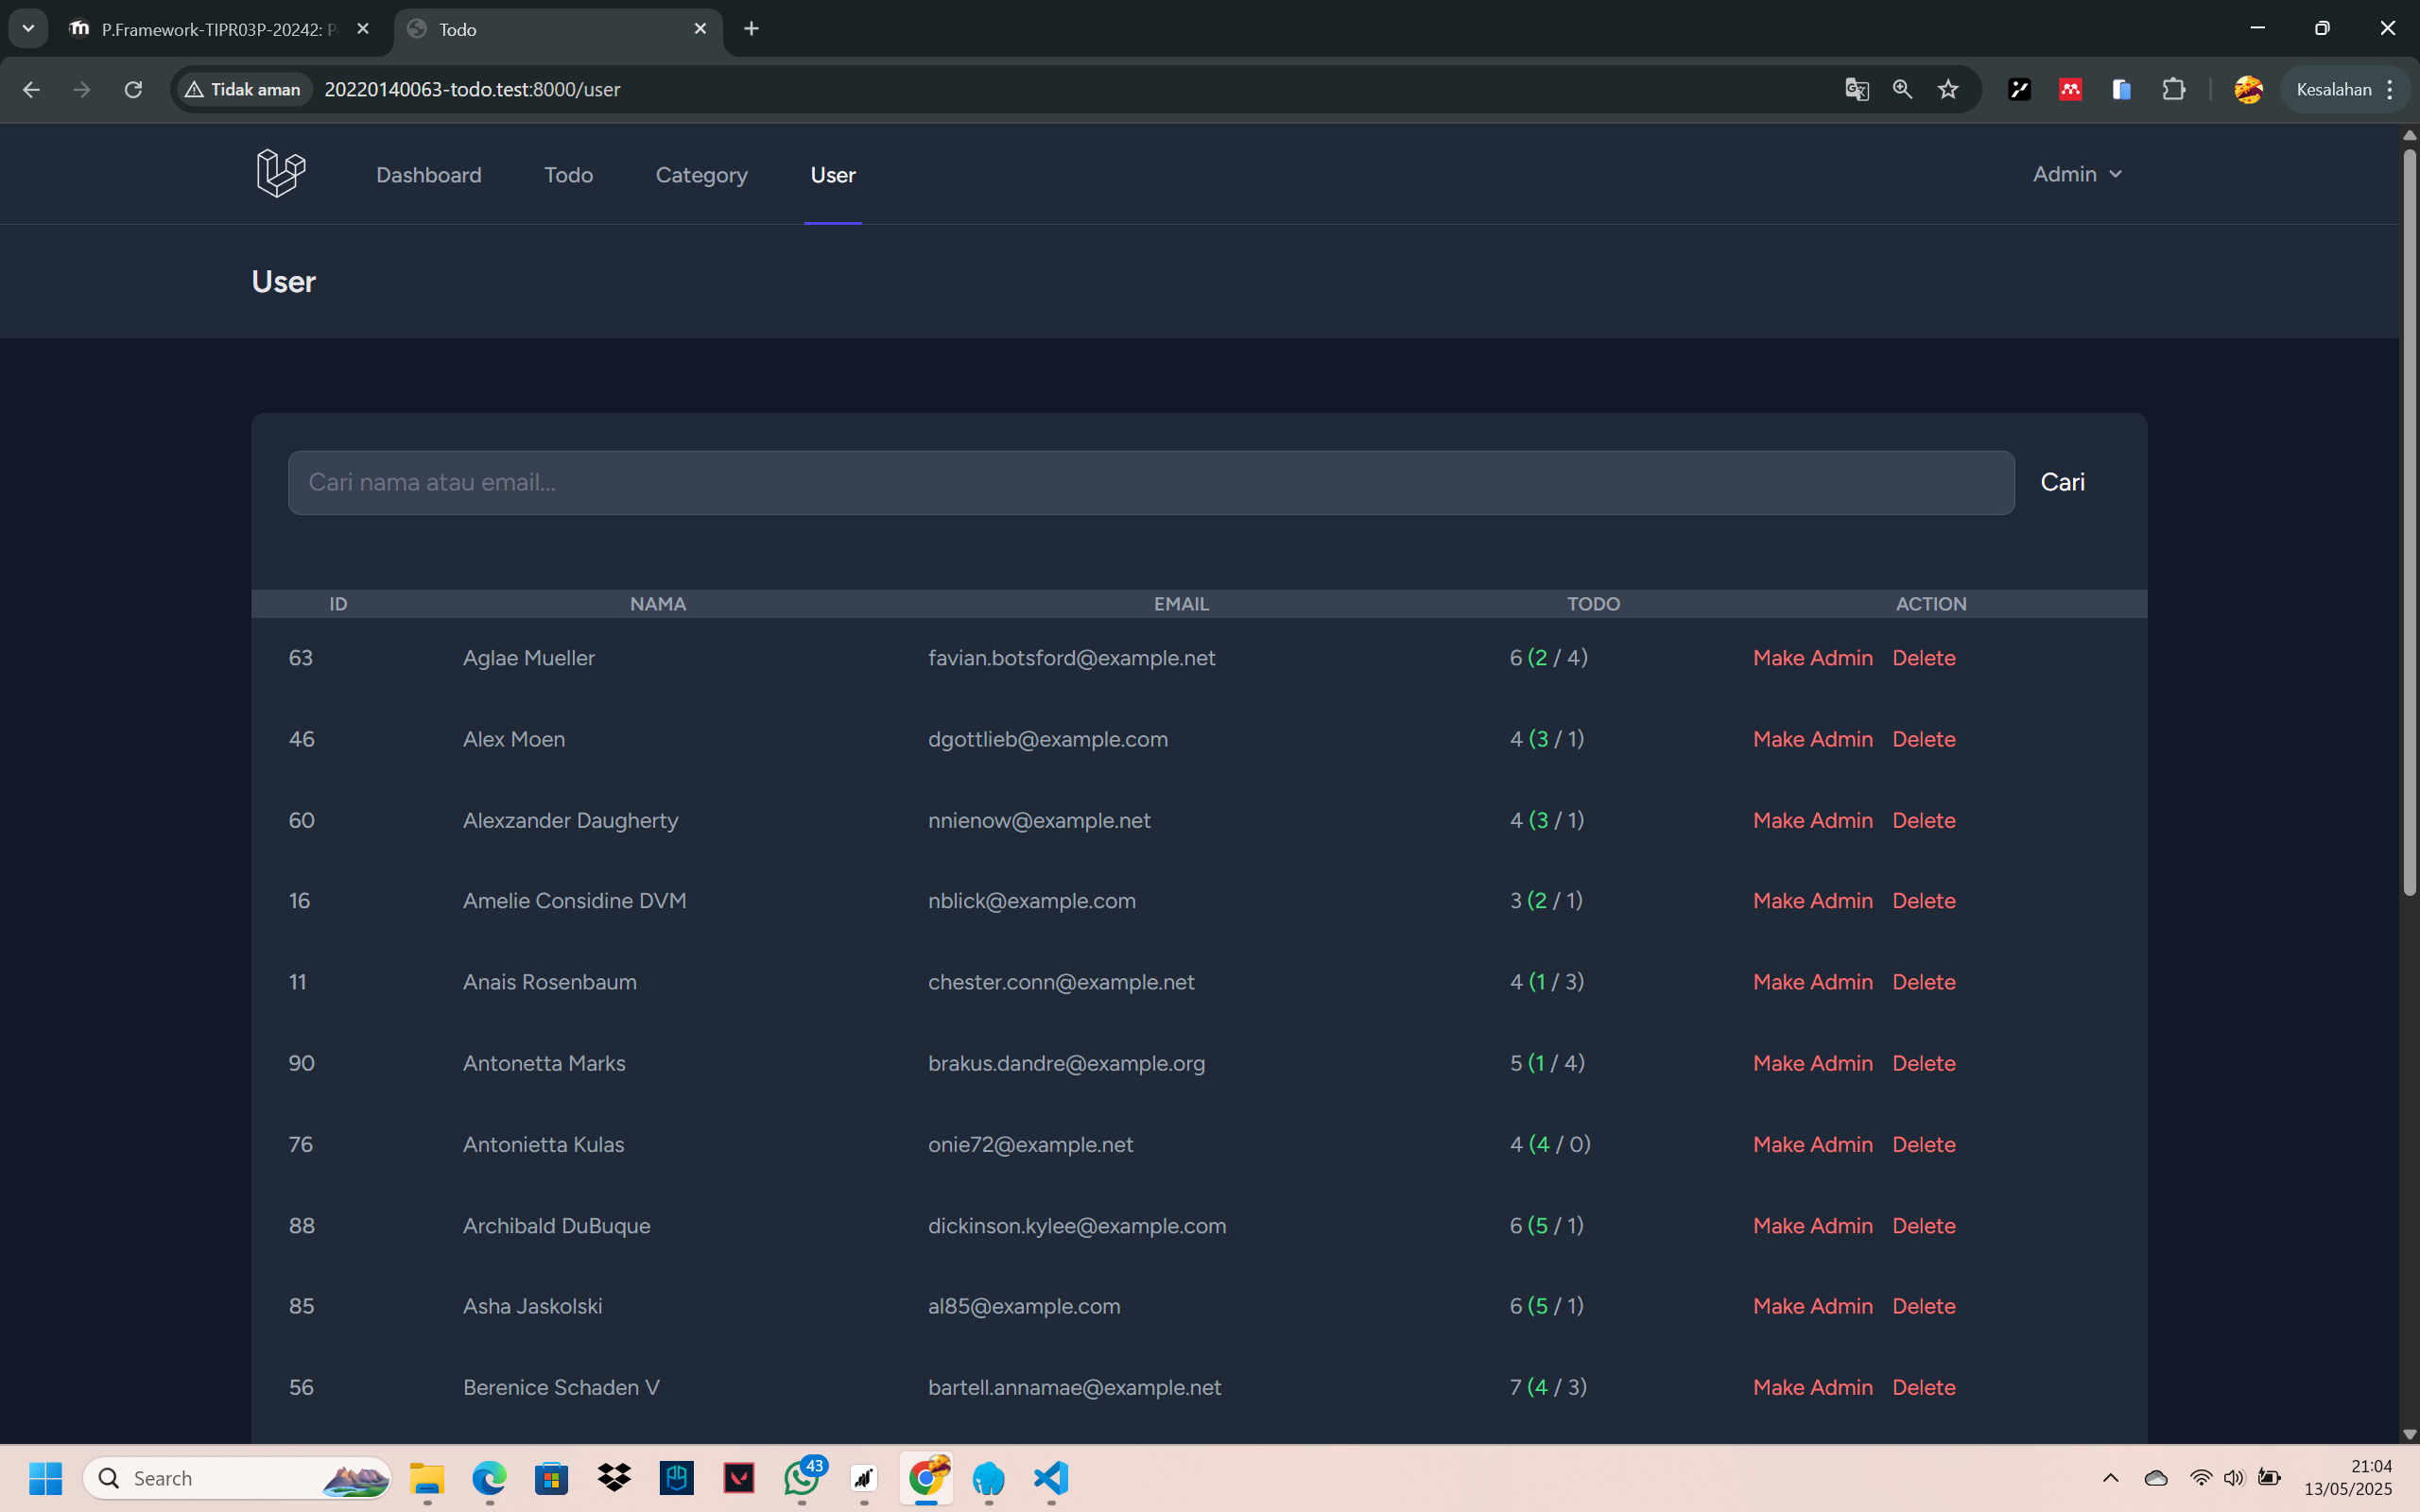 P.Framework-TIPR03P-20242: P
Todo
Tidak aman
20220140063-todo.test:8000/user
Kesalahan
Dashboard Todo Category User Admin
User
Cari nama atau email... Cari
ID NAMA EMAIL TODO ACTION
63 Aglae Mueller favian.botsford@example.net 6 (2 / 4) Make Admin Delete
46 Alex Moen dgottlieb@example.com 4 (3 / 1) Make Admin Delete
60 Alexzander Daugherty nnienow@example.net 4 (3 / 1) Make Admin Delete
16 Amelie Considine DVM nblick@example.com 3 (2 / 1) Make Admin Delete
11 Anais Rosenbaum chester.conn@example.net 4 (1 / 3) Make Admin Delete
90 Antonetta Marks brakus.dandre@example.org 5 (1 / 4) Make Admin Delete
76 Antonietta Kulas onie72@example.net 4 (4 / 0) Make Admin Delete
88 Archibald DuBuque dickinson.kylee@example.com 6 (5 / 1) Make Admin Delete
85 Asha Jaskolski al85@example.com 6 (5 / 1) Make Admin Delete
56 Berenice Schaden V bartell.annamae@example.net 7 (4 / 3) Make Admin Delete
Search
43
21:04
13/05/2025